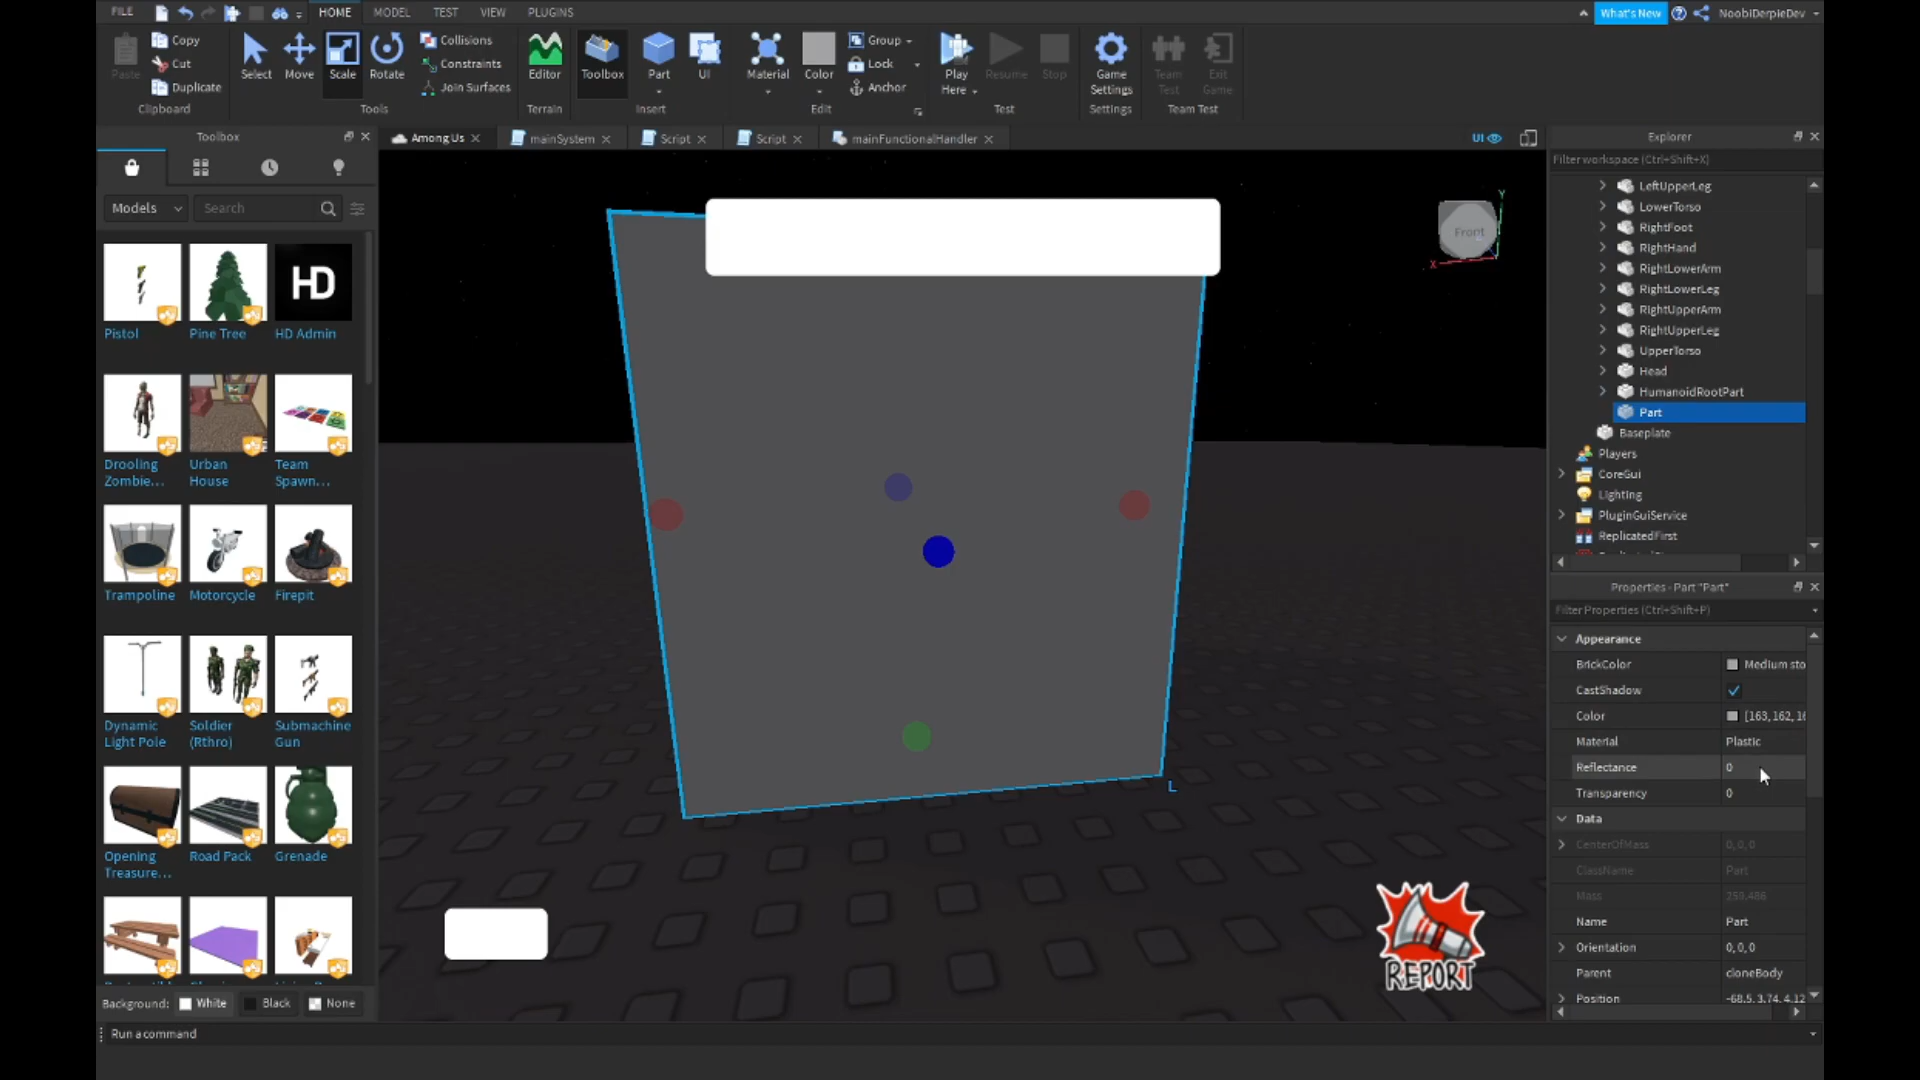 FILE
HOME
MODEL
TEST
VIEW
PLUGINS
What's New
NoobiDerpieDev
Paste
Copy
Cut
Duplicate
Clipboard
Select
Move
Scale
Rotate
Tools
Collisions
Constraints
Join Surfaces
Editor
Terrain
Toolbox
Part
UI
Insert
Material
Color
Group
Lock
Anchor
Edit
Play
Here
Resume
Stop
Test
Game
Settings
Settings
Team
Test
Exit
Game
Team Test
Toolbox
Among Us
mainSystem
Script
Script
mainFunctionalHandler
UI
Explorer
Filter workspace (Ctrl+Shift+X)
Models
Search
Pistol
Pine Tree
HD
HD Admin
Drooling
Zombie...
Urban
House
Team
Spawn...
Trampoline
Motorcycle
Firepit
Dynamic
Light Pole
Soldier
(Rthro)
Submachine
Gun
Opening
Treasure...
Road Pack
Grenade
Background:
White
Black
None
Run a command
Front
Y
X
L
REPORT
LeftUpperLeg
LowerTorso
RightFoot
RightHand
RightLowerArm
RightLowerLeg
RightUpperArm
RightUpperLeg
UpperTorso
Head
HumanoidRootPart
Part
Baseplate
Players
CoreGui
Lighting
PluginGuiService
ReplicatedFirst
Properties - Part "Part"
Filter Properties (Ctrl+Shift+P)
Appearance
BrickColor Medium sto
CastShadow
Color [163, 162, 16
Material Plastic
Reflectance 0
Transparency 0
Data
CenterOfMass 0, 0, 0
ClassName Part
Mass 259.486
Name Part
Orientation 0, 0, 0
Parent cloneBody
Position -68.5, 3.74, 4.12